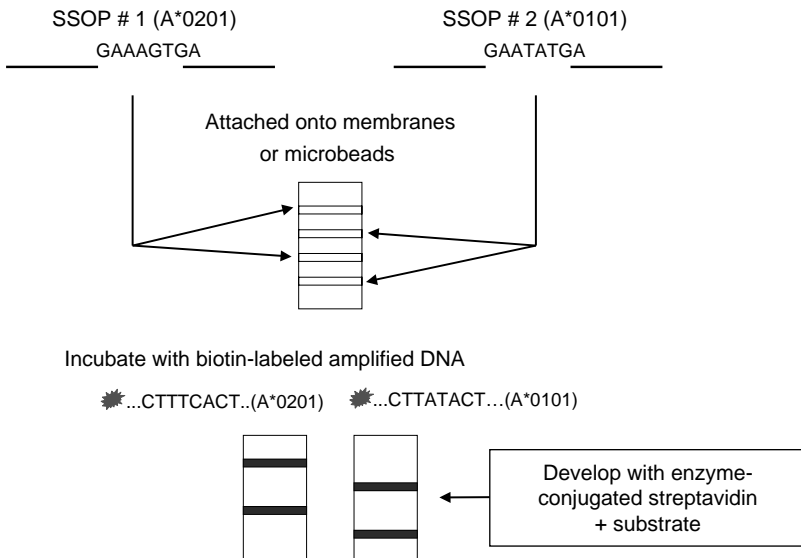 SSOP # 1 (A*0201)
GAAAGTGA
SSOP # 2 (A*0101)
GAATATGA
Attached onto membranes
or microbeads
Incubate with biotin-labeled amplified DNA
...CTTTCACT..(A*0201)
...CTTATACT…(A*0101)
Develop with enzyme-
conjugated streptavidin
+ substrate